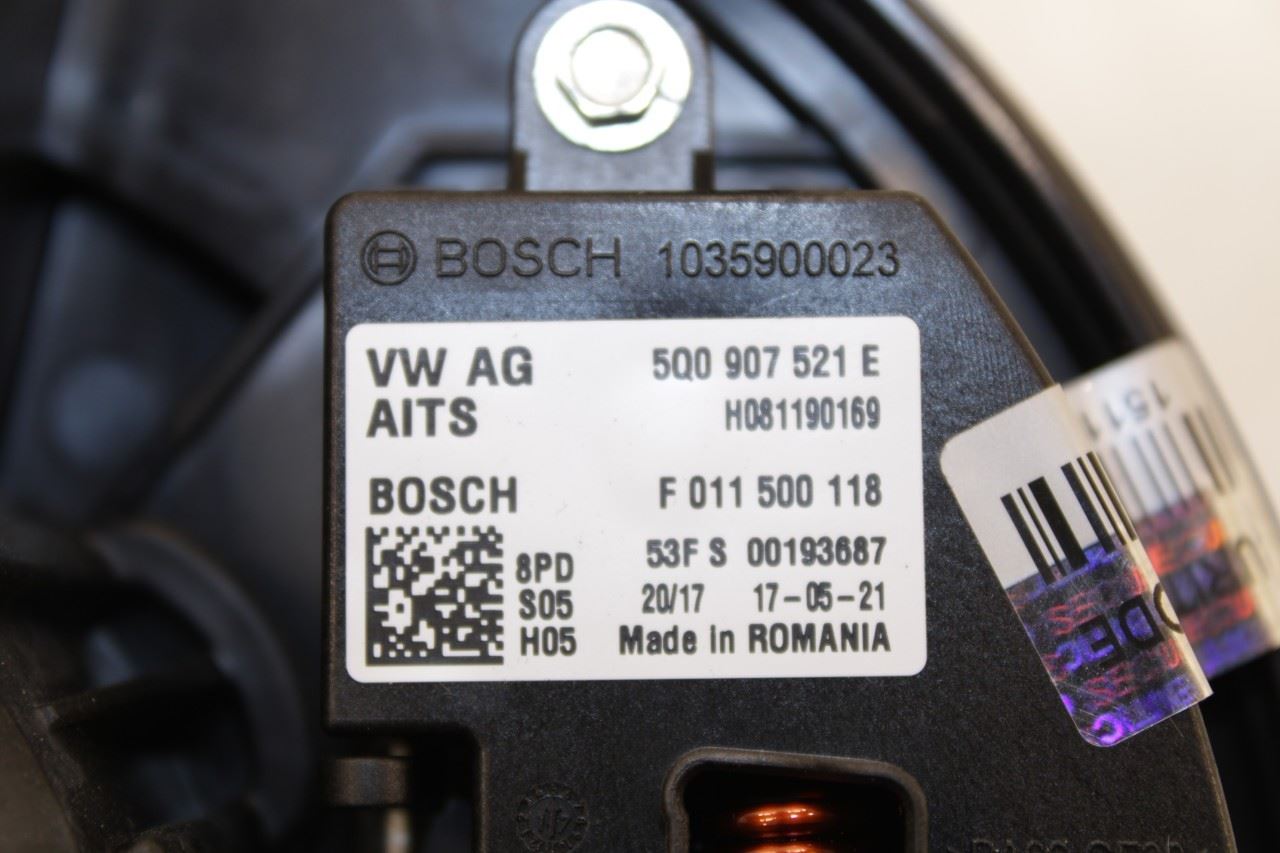 BOSCH 1035900023
VW AG 5Q0 907 521 E
AITS H081190169
BOSCH F 011 500 118
53F S 00193687
8PD
S05 20/17 17-05-21
H05 Made in ROMANIA
1511